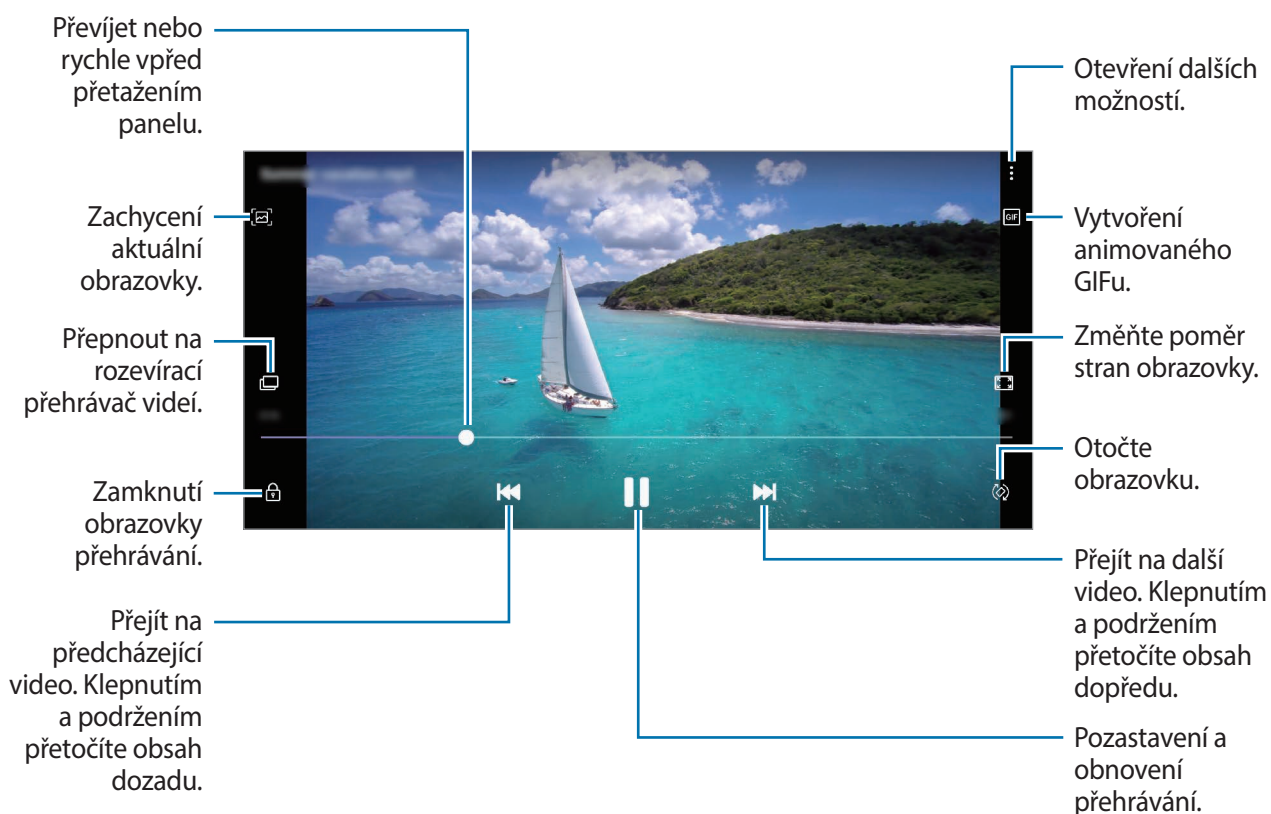 Převíjet nebo
rychle vpřed
přetažením
panelu.
Zachycení
aktuální
obrazovky.
Přepnout na
rozevírací
přehrávač videí.
Zamknutí
obrazovky
přehrávání.
Přejít na
předcházející
video. Klepnutím
a podržením
přetočíte obsah
dozadu.
Otevření dalších
možností.
GIF
Vytvoření
animovaného
GIFu.
Změňte poměr
stran obrazovky.
Otočte
obrazovku.
Přejít na další
video. Klepnutím
a podržením
přetočíte obsah
dopředu.
Pozastavení a
obnovení
přehrávání.